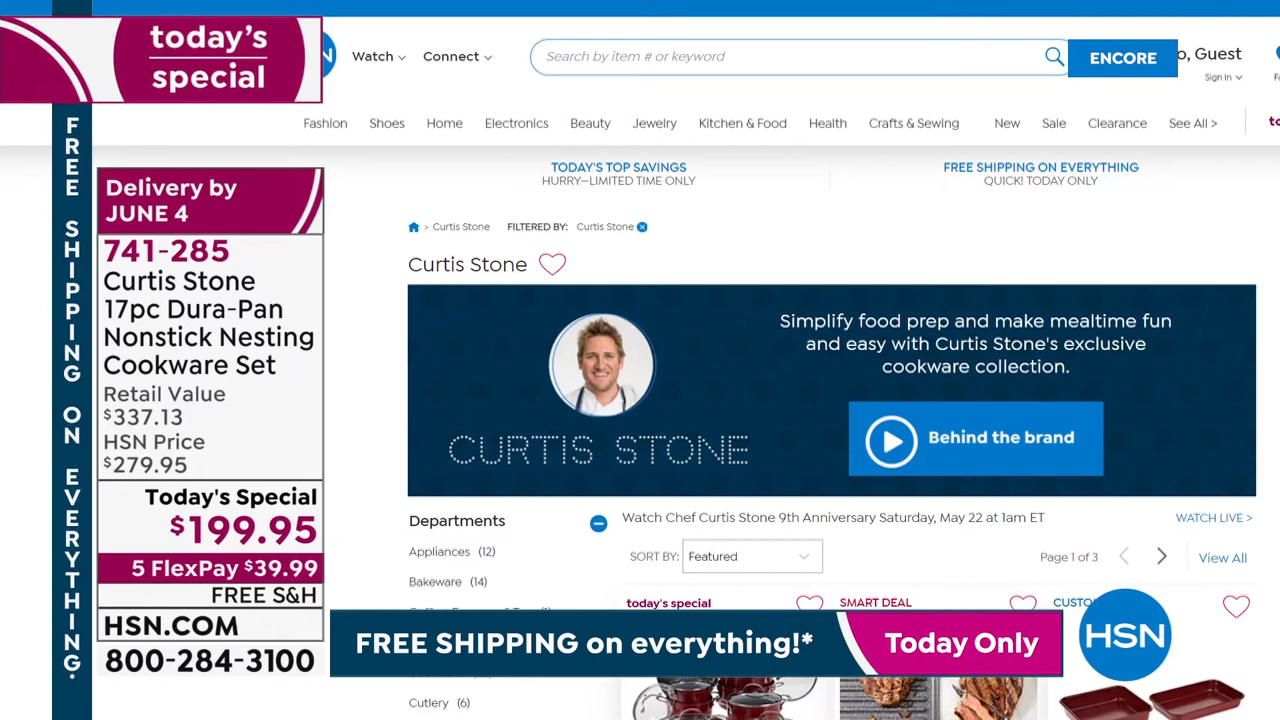 today's
special
FREE SHIPPING ON EVERYTHING*
Delivery by
JUNE 4
741-285
Curtis Stone
17pc Dura-Pan
Nonstick Nesting
Cookware Set
Retail Value
$337.13
HSN Price
$279.95
Today's Special
$199.95
5 FlexPay $39.99
FREE S&H
HSN.COM
800-284-3100
Watch
Connect
Search by item # or keyword
ENCORE
o, Guest
Sign In
Fashion
Shoes
Home
Electronics
Beauty
Jewelry
Kitchen & Food
Health
Crafts & Sewing
New
Sale
Clearance
See All >
TODAY'S TOP SAVINGS
HURRY—LIMITED TIME ONLY
FREE SHIPPING ON EVERYTHING
QUICK! TODAY ONLY
> Curtis Stone
FILTERED BY:
Curtis Stone
Curtis Stone
Simplify food prep and make mealtime fun
and easy with Curtis Stone's exclusive
cookware collection.
CURTIS STONE
Behind the brand
Departments
Appliances (12)
Bakeware (14)
Cutlery (6)
Watch Chef Curtis Stone 9th Anniversary Saturday, May 22 at 1am ET
WATCH LIVE >
SORT BY: Featured
Page 1 of 3
View All
today's special
SMART DEAL
CUSTO
FREE SHIPPING on everything!*
Today Only
HSN